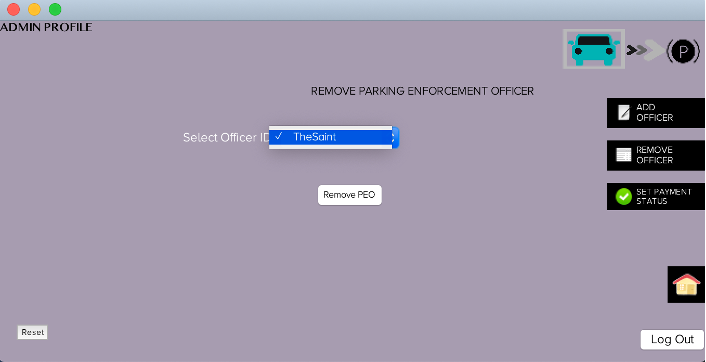 ADMIN PROFILE
(P)
REMOVE PARKING ENFORCEMENT OFFICER
Select Officer ID
✓ TheSaint
Remove PEO
ADD
OFFICER
REMOVE
OFFICER
SET PAYMENT
STATUS
Reset
Log Out